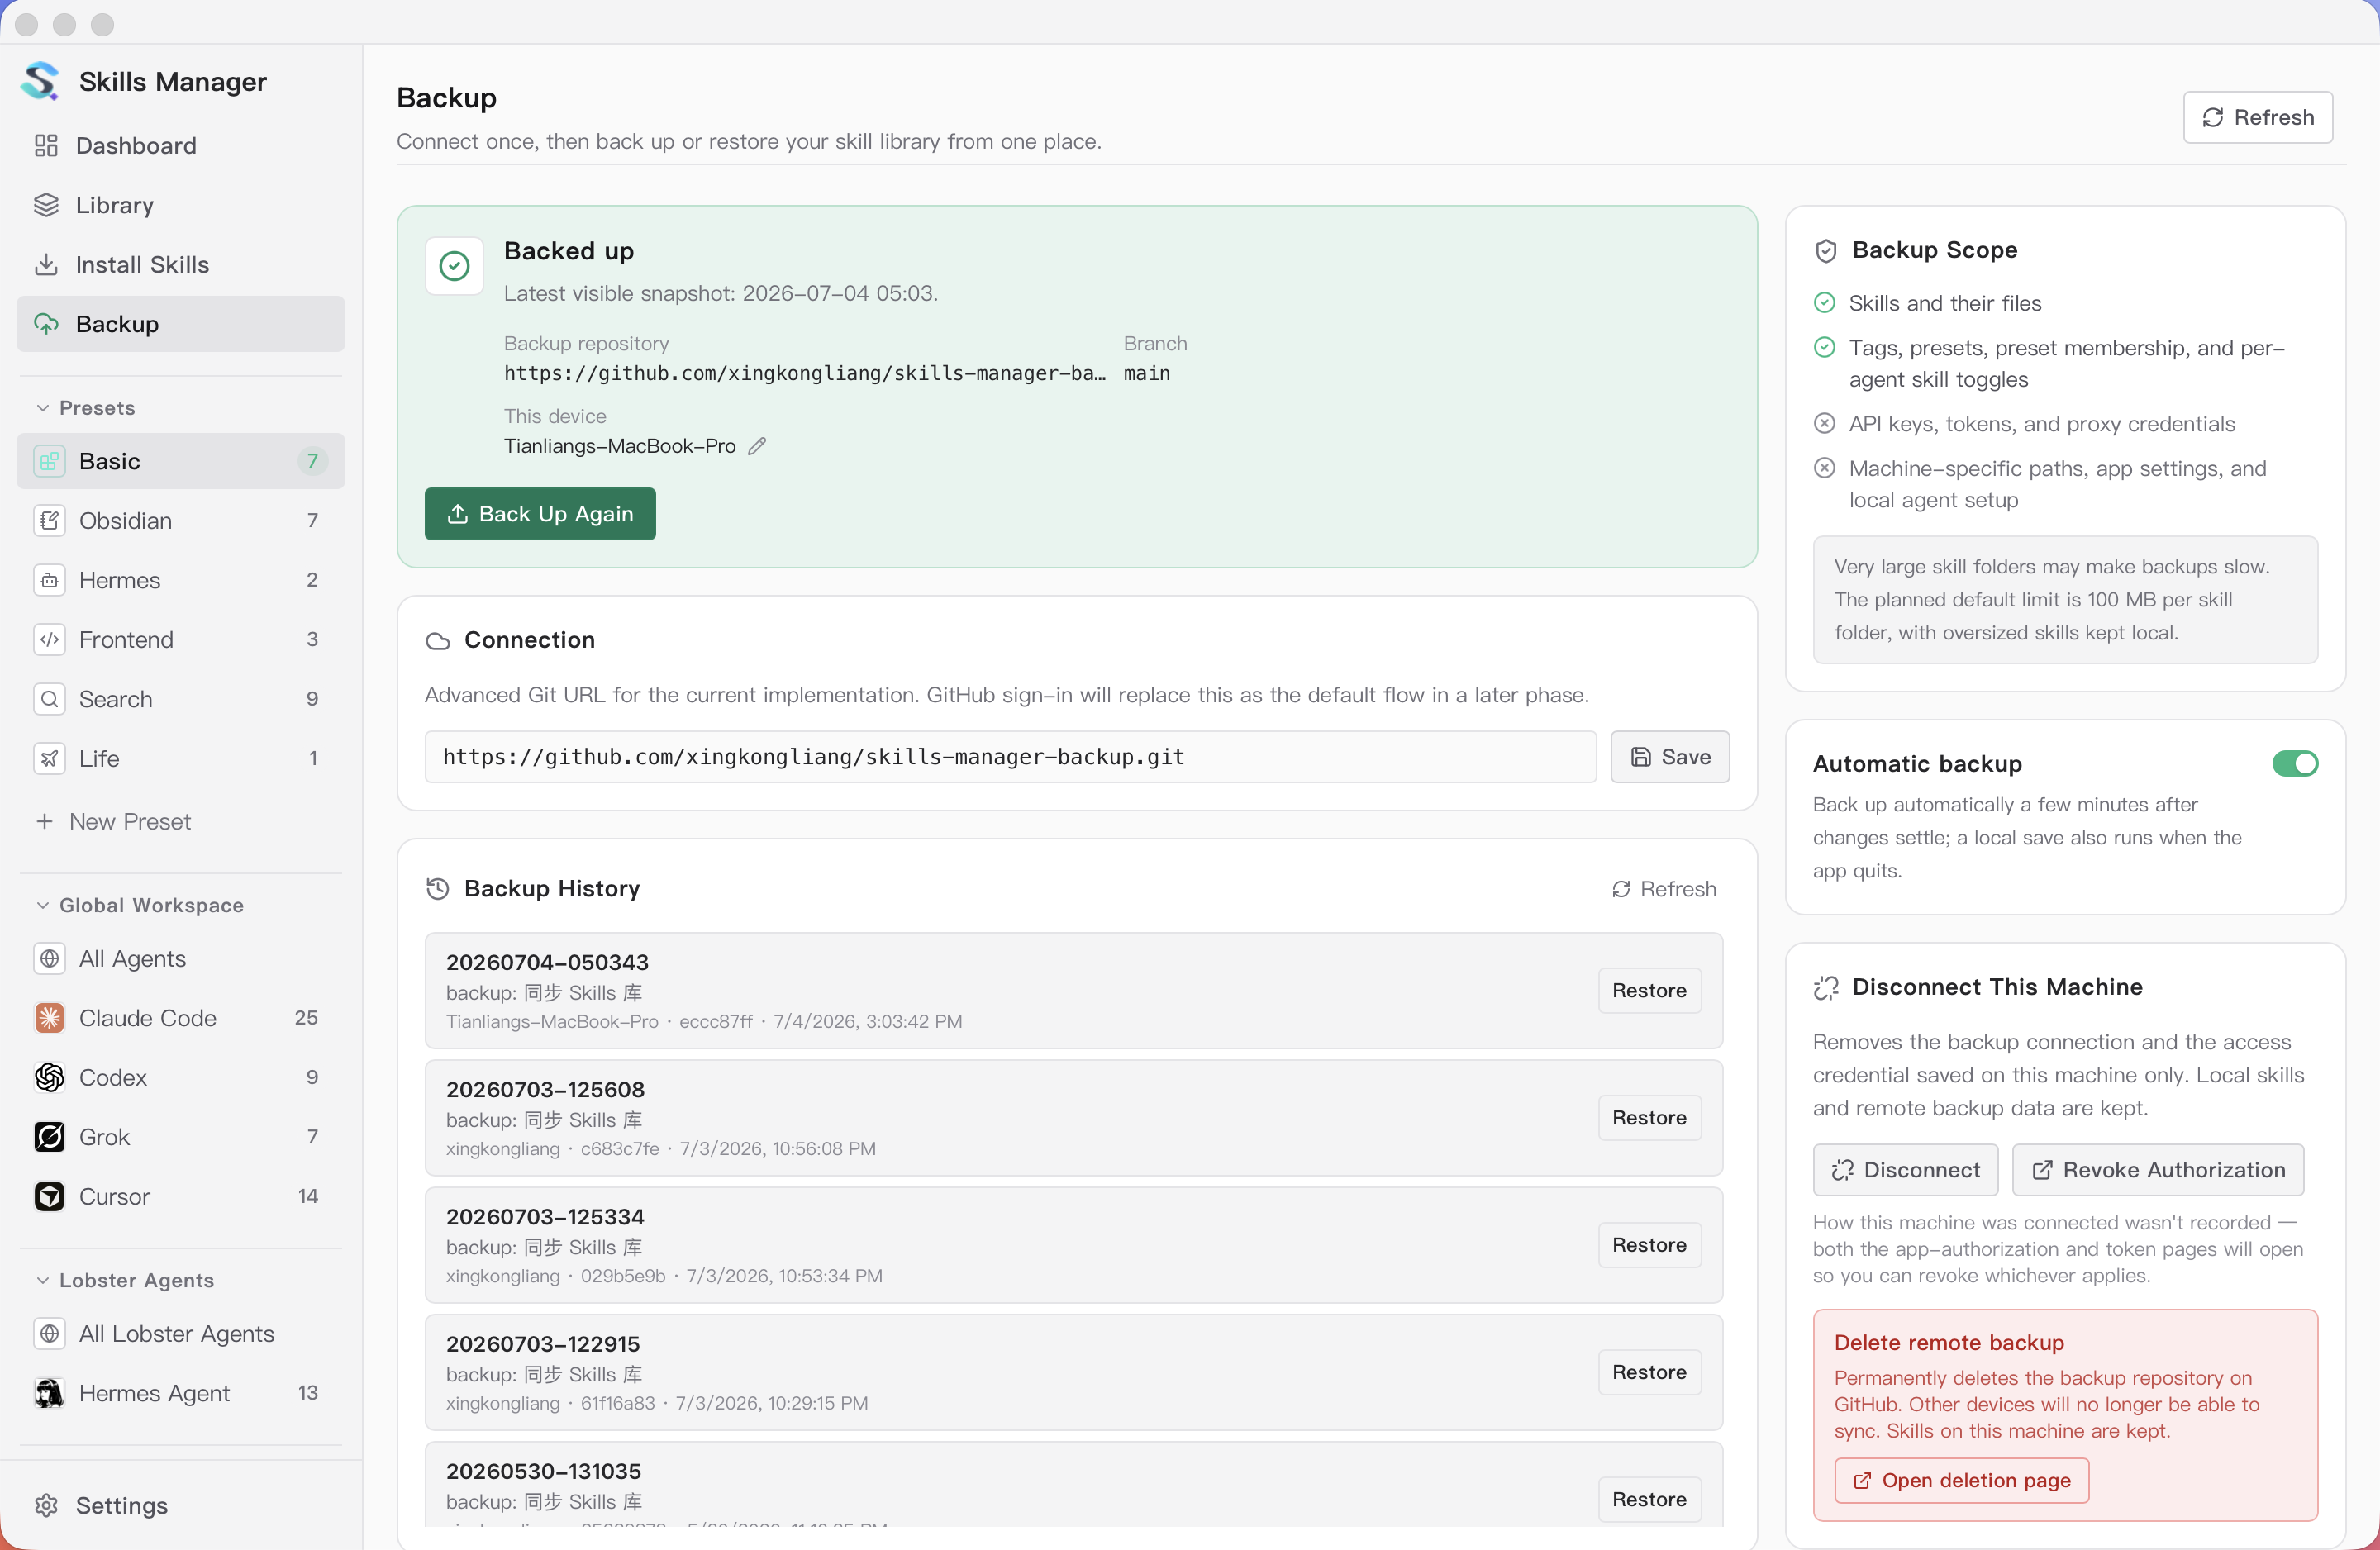 Skills Manager
Dashboard
Library
Install Skills
Backup
Presets
Basic 7
Obsidian 7
Hermes 2
Frontend 3
Search 9
Life 1
New Preset
Global Workspace
All Agents
Claude Code 25
Codex 9
Grok 7
Cursor 14
Lobster Agents
All Lobster Agents
Hermes Agent 13
Settings
Backup
Connect once, then back up or restore your skill library from one place.
Refresh
Backed up
Latest visible snapshot: 2026-07-04 05:03.
Backup repository
https://github.com/xingkongliang/skills-manager-ba…
Branch
main
This device
Tianliangs-MacBook-Pro
Back Up Again
Connection
Advanced Git URL for the current implementation. GitHub sign-in will replace this as the default flow in a later phase.
https://github.com/xingkongliang/skills-manager-backup.git
Save
Backup History
Refresh
20260704-050343
backup: 同步 Skills 库
Tianliangs-MacBook-Pro · eccc87ff · 7/4/2026, 3:03:42 PM
Restore
20260703-125608
backup: 同步 Skills 库
xingkongliang · c683c7fe · 7/3/2026, 10:56:08 PM
Restore
20260703-125334
backup: 同步 Skills 库
xingkongliang · 029b5e9b · 7/3/2026, 10:53:34 PM
Restore
20260703-122915
backup: 同步 Skills 库
xingkongliang · 61f16a83 · 7/3/2026, 10:29:15 PM
Restore
20260530-131035
backup: 同步 Skills 库
Restore
Backup Scope
Skills and their files
Tags, presets, preset membership, and per-
agent skill toggles
API keys, tokens, and proxy credentials
Machine-specific paths, app settings, and
local agent setup
Very large skill folders may make backups slow.
The planned default limit is 100 MB per skill
folder, with oversized skills kept local.
Automatic backup
Back up automatically a few minutes after
changes settle; a local save also runs when the
app quits.
Disconnect This Machine
Removes the backup connection and the access
credential saved on this machine only. Local skills
and remote backup data are kept.
Disconnect
Revoke Authorization
How this machine was connected wasn't recorded —
both the app-authorization and token pages will open
so you can revoke whichever applies.
Delete remote backup
Permanently deletes the backup repository on
GitHub. Other devices will no longer be able to
sync. Skills on this machine are kept.
Open deletion page